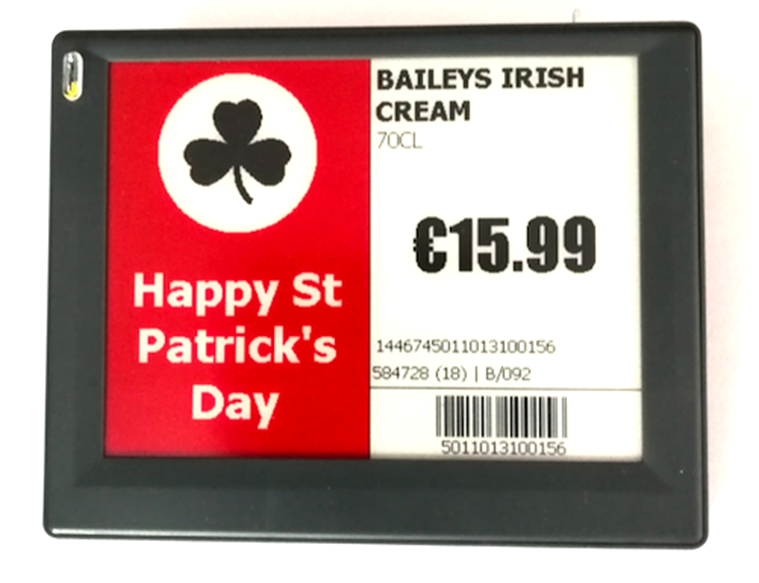 Happy St
Patrick's
Day
BAILEYS IRISH
CREAM
70CL
€15.99
1446745011013100156
584728 (18) | B/092
5011013100156